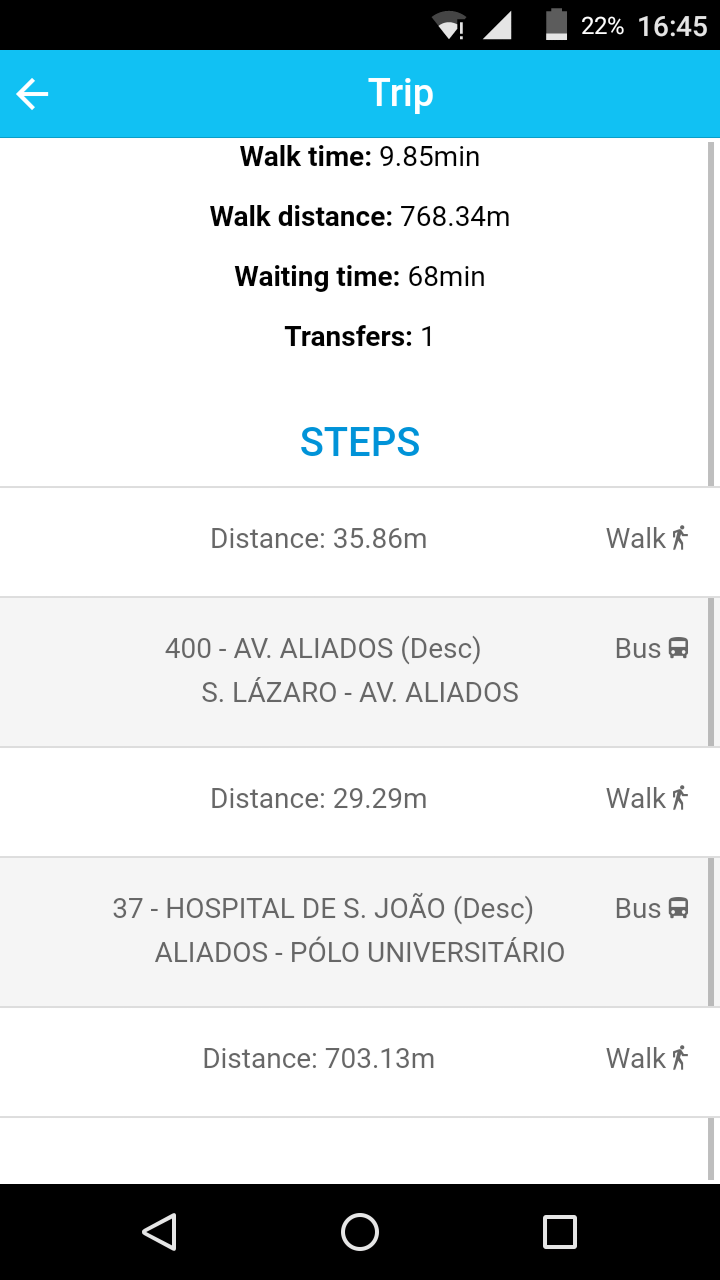 22% 16:45
Trip
Walk time: 9.85min
Walk distance: 768.34m
Waiting time: 68min
Transfers: 1
STEPS
Distance: 35.86m Walk
400 - AV. ALIADOS (Desc) Bus
S. LÁZARO - AV. ALIADOS
Distance: 29.29m Walk
37 - HOSPITAL DE S. JOÃO (Desc) Bus
ALIADOS - PÓLO UNIVERSITÁRIO
Distance: 703.13m Walk